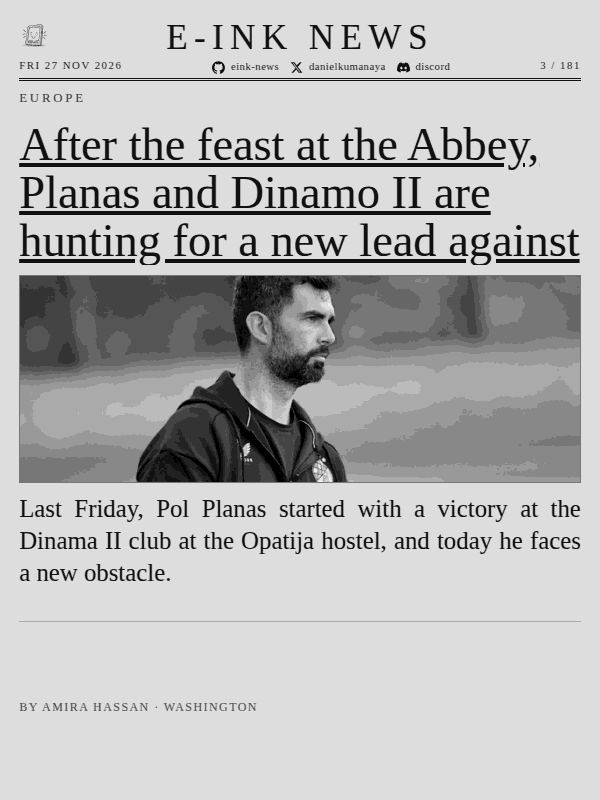 E-INK NEWS
FRI 27 NOV 2026
eink-news danielkumanaya discord
3 / 181
EUROPE
After the feast at the Abbey,
Planas and Dinamo II are
hunting for a new lead against
Last Friday, Pol Planas started with a victory at the
Dinama II club at the Opatija hostel, and today he faces
a new obstacle.
BY AMIRA HASSAN · WASHINGTON